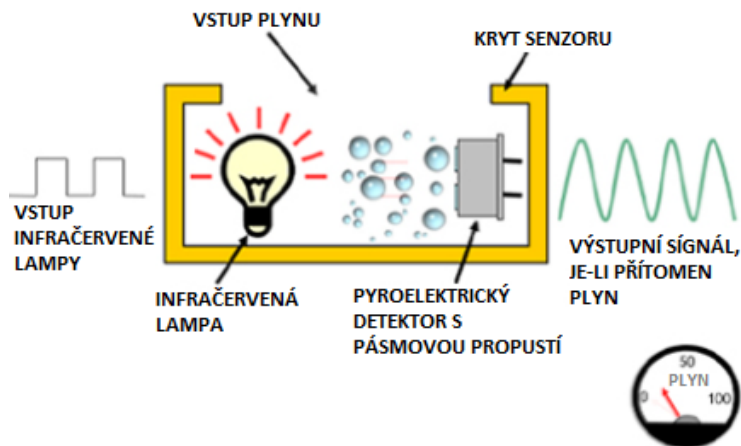 VSTUP PLYNU
KRYT SENZORU
VSTUP
INFRAČERVENÉ
LAMPY
INFRAČERVENÁ
LAMPA
PYROELEKTRICKÝ
DETEKTOR S
PÁSMOVOU PROPUSTÍ
VÝSTUPNÍ SÍGNÁL,
JE-LI PŘÍTOMEN
PLYN
50
PLYN
0 100